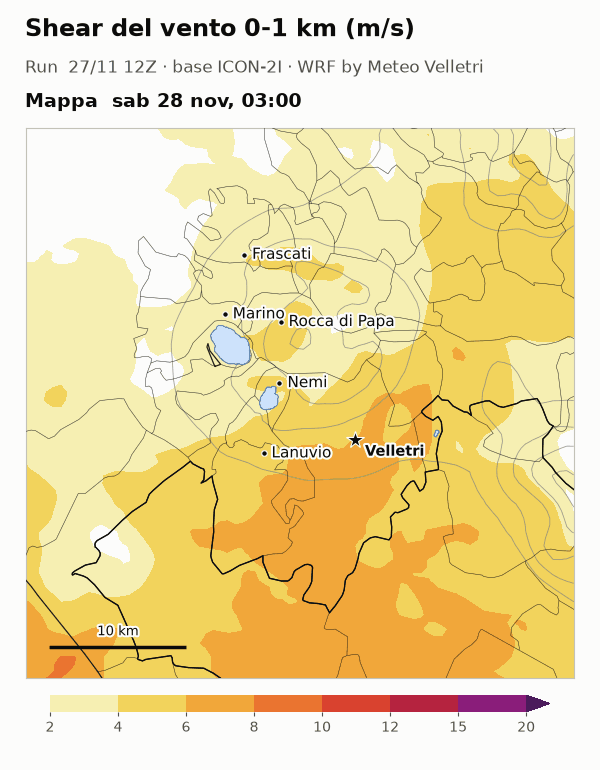 Shear del vento 0-1 km (m/s)
Run  27/11 12Z · base ICON-2I · WRF by Meteo Velletri
Mappa  sab 28 nov, 03:00
Frascati
Marino
Rocca di Papa
Nemi
Velletri
Lanuvio
10 km
2 4 6 8 10 12 15 20